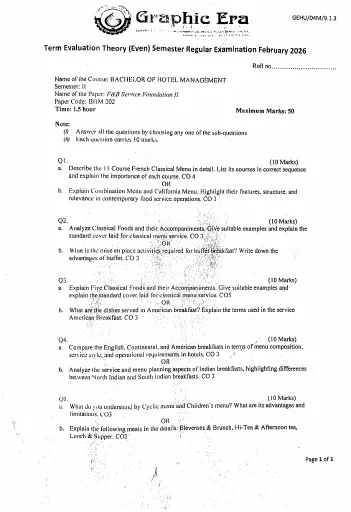 GEHU/04M/9.1.3
Graphic Era
Term Evaluation Theory (Even) Semester Regular Examination February 2026
Roll no..............................
Name of the Course: BACHELOR OF HOTEL MANAGEMENT
Semester: II
Name of the Paper: F&B Service Foundation II
Paper Code: BHM 202
Time: 1.5 hour Maximum Marks: 50
Note:
(i) Answer all the questions by choosing any one of the sub-questions
(ii) Each question carries 10 marks.
Q1. (10 Marks)
a. Describe the 11 Course French Classical Menu in detail. List its courses in correct sequence
and explain the importance of each course. CO 4
OR
b. Explain Combination Menu and California Menu. Highlight their features, structure, and
relevance in contemporary food service operations. CO 3
Q2. (10 Marks)
a. Analyze Classical Foods and their Accompaniments. Give suitable examples and explain the
standard cover laid for classical menu service. CO 3
OR
b. What is the mise en place activities required for buffet breakfast? Write down the
advantages of buffet. CO 3
Q3. (10 Marks)
a. Explain Five Classical Foods and their Accompaniments. Give suitable examples and
explain the standard cover laid for classical menu service. CO5
OR
b. What are the dishes served in American breakfast? Explain the terms used in the service
American Breakfast. CO 3
Q4. (10 Marks)
a. Compare the English, Continental, and American breakfasts in terms of menu composition,
service style, and operational requirements in hotels. CO 3
OR
b. Analyze the service and menu planning aspects of Indian breakfasts, highlighting differences
between North Indian and South Indian breakfasts. CO 3
Q5. (10 Marks)
a. What do you understand by Cyclic menu and Children's menu? What are its advantages and
limitations. CO3
OR
b. Explain the following meals in the details: Elevenses & Brunch, Hi-Tea & Afternoon tea,
Lunch & Supper. CO2
Page 1 of 1